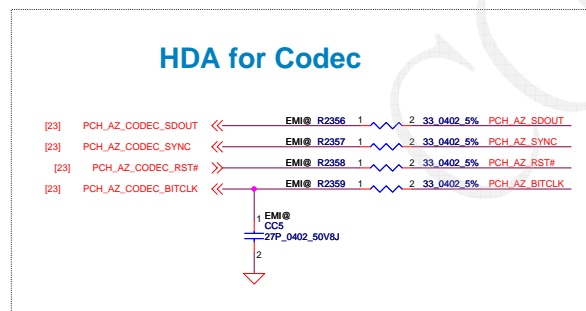 HDA for Codec
[23] PCH_AZ_CODEC_SDOUT EMI@ R2356 1 2 33_0402_5% PCH_AZ_SDOUT
[23] PCH_AZ_CODEC_SYNC EMI@ R2357 1 2 33_0402_5% PCH_AZ_SYNC
[23] PCH_AZ_CODEC_RST# EMI@ R2358 1 2 33_0402_5% PCH_AZ_RST#
[23] PCH_AZ_CODEC_BITCLK EMI@ R2359 1 2 33_0402_5% PCH_AZ_BITCLK
1 EMI@
CC5
27P_0402_50V8J
2